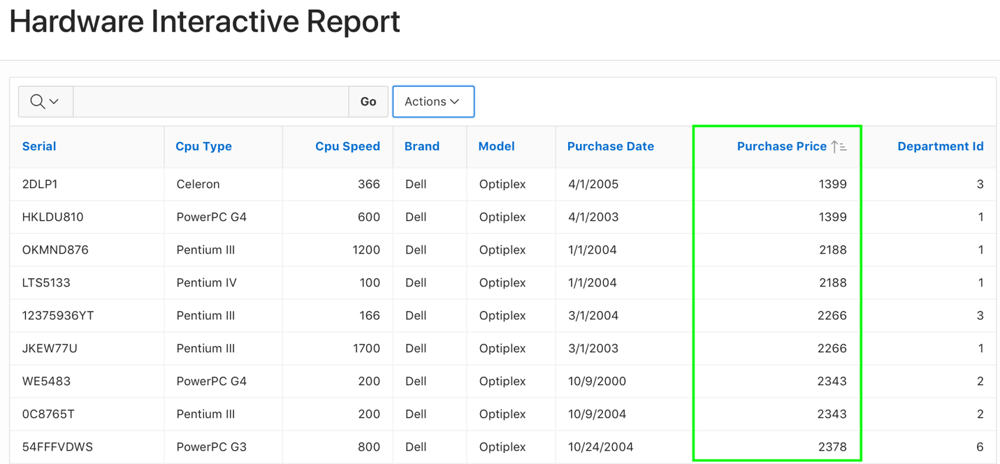 Hardware Interactive Report
Go Actions
Serial Cpu Type Cpu Speed Brand Model Purchase Date Purchase Price Department Id
2DLP1 Celeron 366 Dell Optiplex 4/1/2005 1399 3
HKLDU810 PowerPC G4 600 Dell Optiplex 4/1/2003 1399 1
OKMND876 Pentium III 1200 Dell Optiplex 1/1/2004 2188 1
LTS5133 Pentium IV 100 Dell Optiplex 1/1/2004 2188 1
12375936YT Pentium III 166 Dell Optiplex 3/1/2004 2266 3
JKEW77U Pentium III 1700 Dell Optiplex 3/1/2003 2266 1
WE5483 PowerPC G4 200 Dell Optiplex 10/9/2000 2343 2
0C8765T Pentium III 200 Dell Optiplex 10/9/2004 2343 2
54FFFVDWS PowerPC G3 800 Dell Optiplex 10/24/2004 2378 6